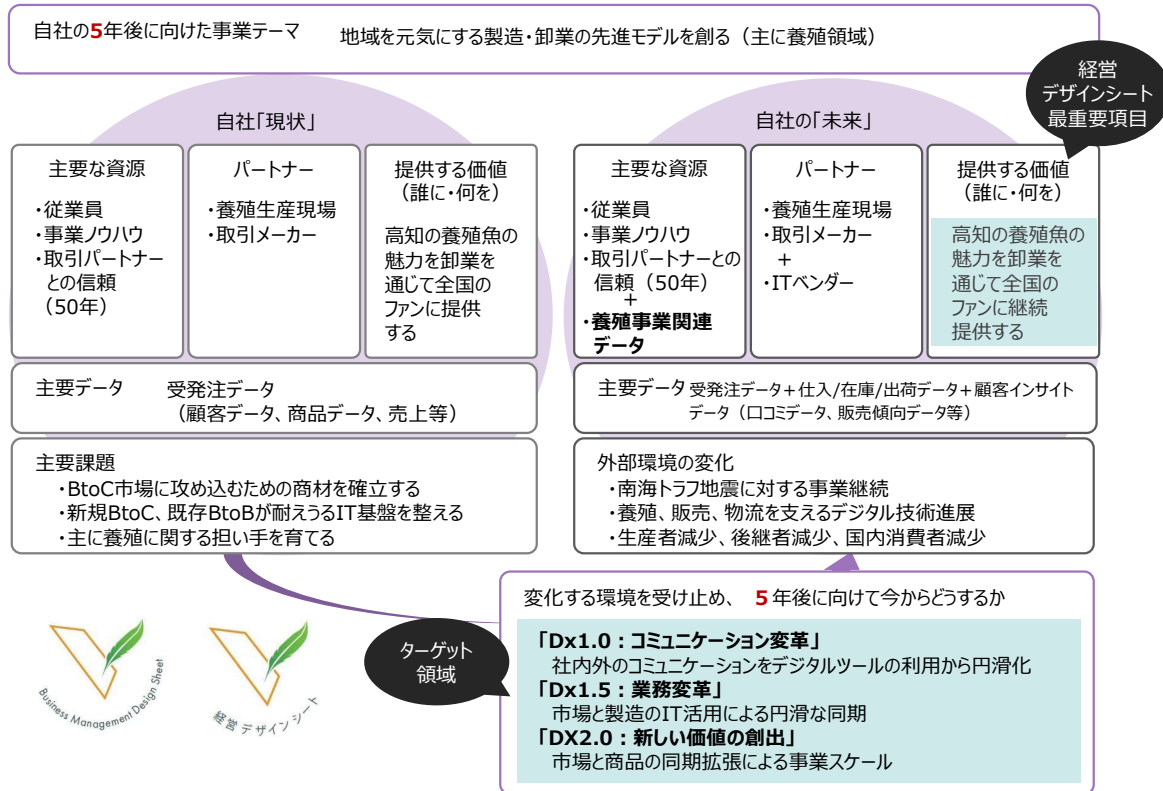 自社の5年後に向けた事業テーマ 地域を元気にする製造・卸業の先進モデルを創る（主に養殖領域）
経営
デザインシート
最重要項目
自社「現状」
主要な資源
・従業員
・事業ノウハウ
・取引パートナー
との信頼
（50年）
パートナー
・養殖生産現場
・取引メーカー
提供する価値
（誰に・何を）
高知の養殖魚の
魅力を卸業を
通じて全国の
ファンに提供
する
主要データ 受発注データ
（顧客データ、商品データ、売上等）
主要課題
・BtoC市場に攻め込むための商材を確立する
・新規BtoC、既存BtoBが耐えうるIT基盤を整える
・主に養殖に関する担い手を育てる
自社の「未来」
主要な資源
・従業員
・事業ノウハウ
・取引パートナーとの
信頼（50年）
+
・養殖事業関連
データ
パートナー
・養殖生産現場
・取引メーカー
+
・ITベンダー
提供する価値
（誰に・何を）
高知の養殖魚の
魅力を卸業を
通じて全国の
ファンに継続
提供する
主要データ 受発注データ＋仕入/在庫/出荷データ＋顧客インサイト
データ（口コミデータ、販売傾向データ等）
外部環境の変化
・南海トラフ地震に対する事業継続
・養殖、販売、物流を支えるデジタル技術進展
・生産者減少、後継者減少、国内消費者減少
変化する環境を受け止め、 5年後に向けて今からどうするか
ターゲット
領域
「Dx1.0：コミュニケーション変革」
社内外のコミュニケーションをデジタルツールの利用から円滑化
「Dx1.5：業務変革」
市場と製造のIT活用による円滑な同期
「DX2.0：新しい価値の創出」
市場と商品の同期拡張による事業スケール
Business Management Design Sheet
経営デザインシート